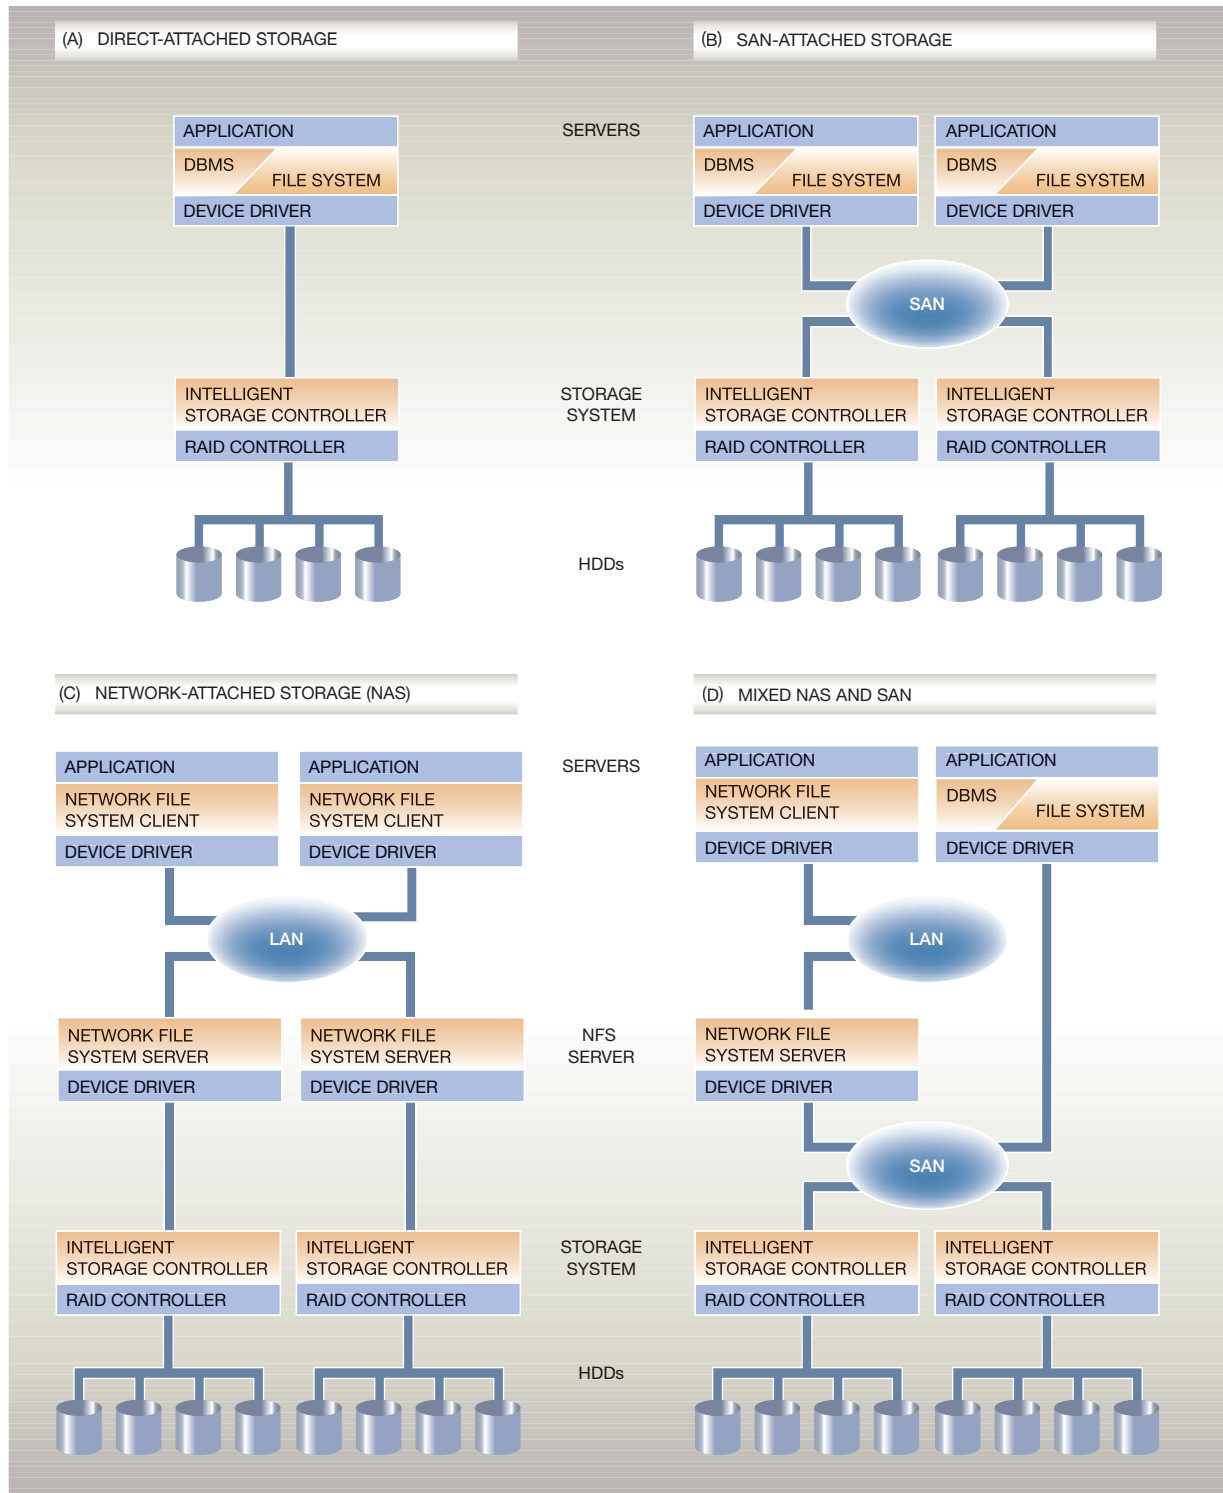 (A) DIRECT-ATTACHED STORAGE
APPLICATION
DBMS
FILE SYSTEM
DEVICE DRIVER
INTELLIGENT
STORAGE CONTROLLER
RAID CONTROLLER
SERVERS
STORAGE
SYSTEM
HDDs
(B) SAN-ATTACHED STORAGE
APPLICATION
DBMS
FILE SYSTEM
DEVICE DRIVER
APPLICATION
DBMS
FILE SYSTEM
DEVICE DRIVER
SAN
INTELLIGENT
STORAGE CONTROLLER
RAID CONTROLLER
INTELLIGENT
STORAGE CONTROLLER
RAID CONTROLLER
(C) NETWORK-ATTACHED STORAGE (NAS)
APPLICATION
NETWORK FILE
SYSTEM CLIENT
DEVICE DRIVER
APPLICATION
NETWORK FILE
SYSTEM CLIENT
DEVICE DRIVER
LAN
NETWORK FILE
SYSTEM SERVER
DEVICE DRIVER
NETWORK FILE
SYSTEM SERVER
DEVICE DRIVER
INTELLIGENT
STORAGE CONTROLLER
RAID CONTROLLER
INTELLIGENT
STORAGE CONTROLLER
RAID CONTROLLER
SERVERS
NFS
SERVER
STORAGE
SYSTEM
HDDs
(D) MIXED NAS AND SAN
APPLICATION
NETWORK FILE
SYSTEM CLIENT
DEVICE DRIVER
APPLICATION
DBMS
FILE SYSTEM
DEVICE DRIVER
LAN
NETWORK FILE
SYSTEM SERVER
DEVICE DRIVER
SAN
INTELLIGENT
STORAGE CONTROLLER
RAID CONTROLLER
INTELLIGENT
STORAGE CONTROLLER
RAID CONTROLLER